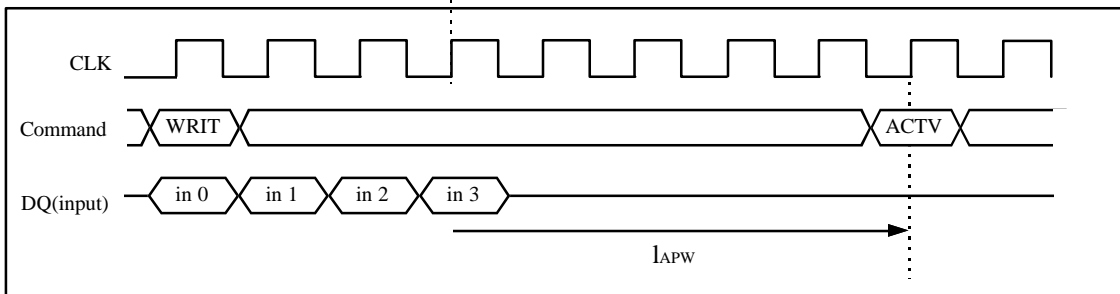 CLK
Command WRIT ACTV
DQ(input) in 0 in 1 in 2 in 3
lAPW